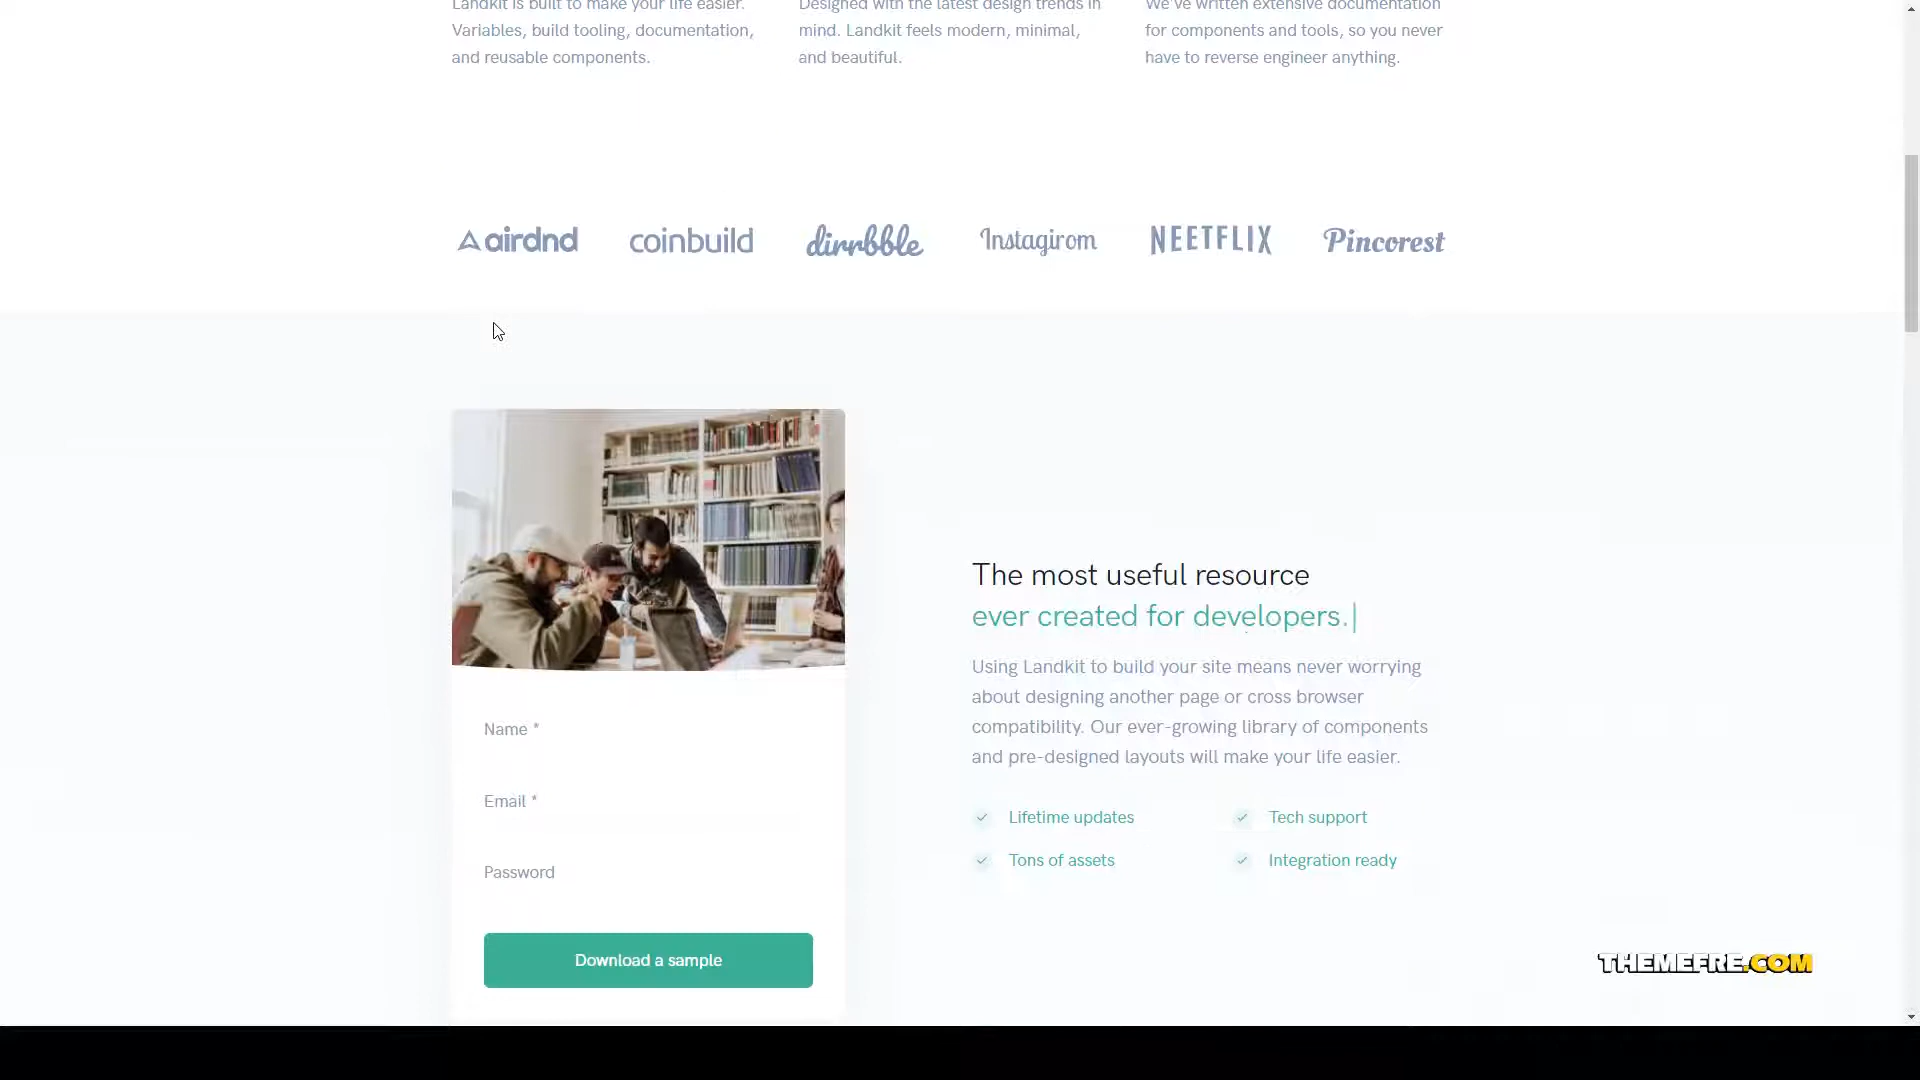 Landkit is built to make your life easier.
Variables, build tooling, documentation,
and reusable components.
Designed with the latest design trends in
mind. Landkit feels modern, minimal,
and beautiful.
We've written extensive documentation
for components and tools, so you never
have to reverse engineer anything.
airdnd coinbuild dirrbble Instagirom NEETFLIX Pincorest
Name *
Email *
Password
Download a sample
The most useful resource
ever created for developers.|
Using Landkit to build your site means never worrying
about designing another page or cross browser
compatibility. Our ever-growing library of components
and pre-designed layouts will make your life easier.
Lifetime updates
Tech support
Tons of assets
Integration ready
THEMEFRE.COM